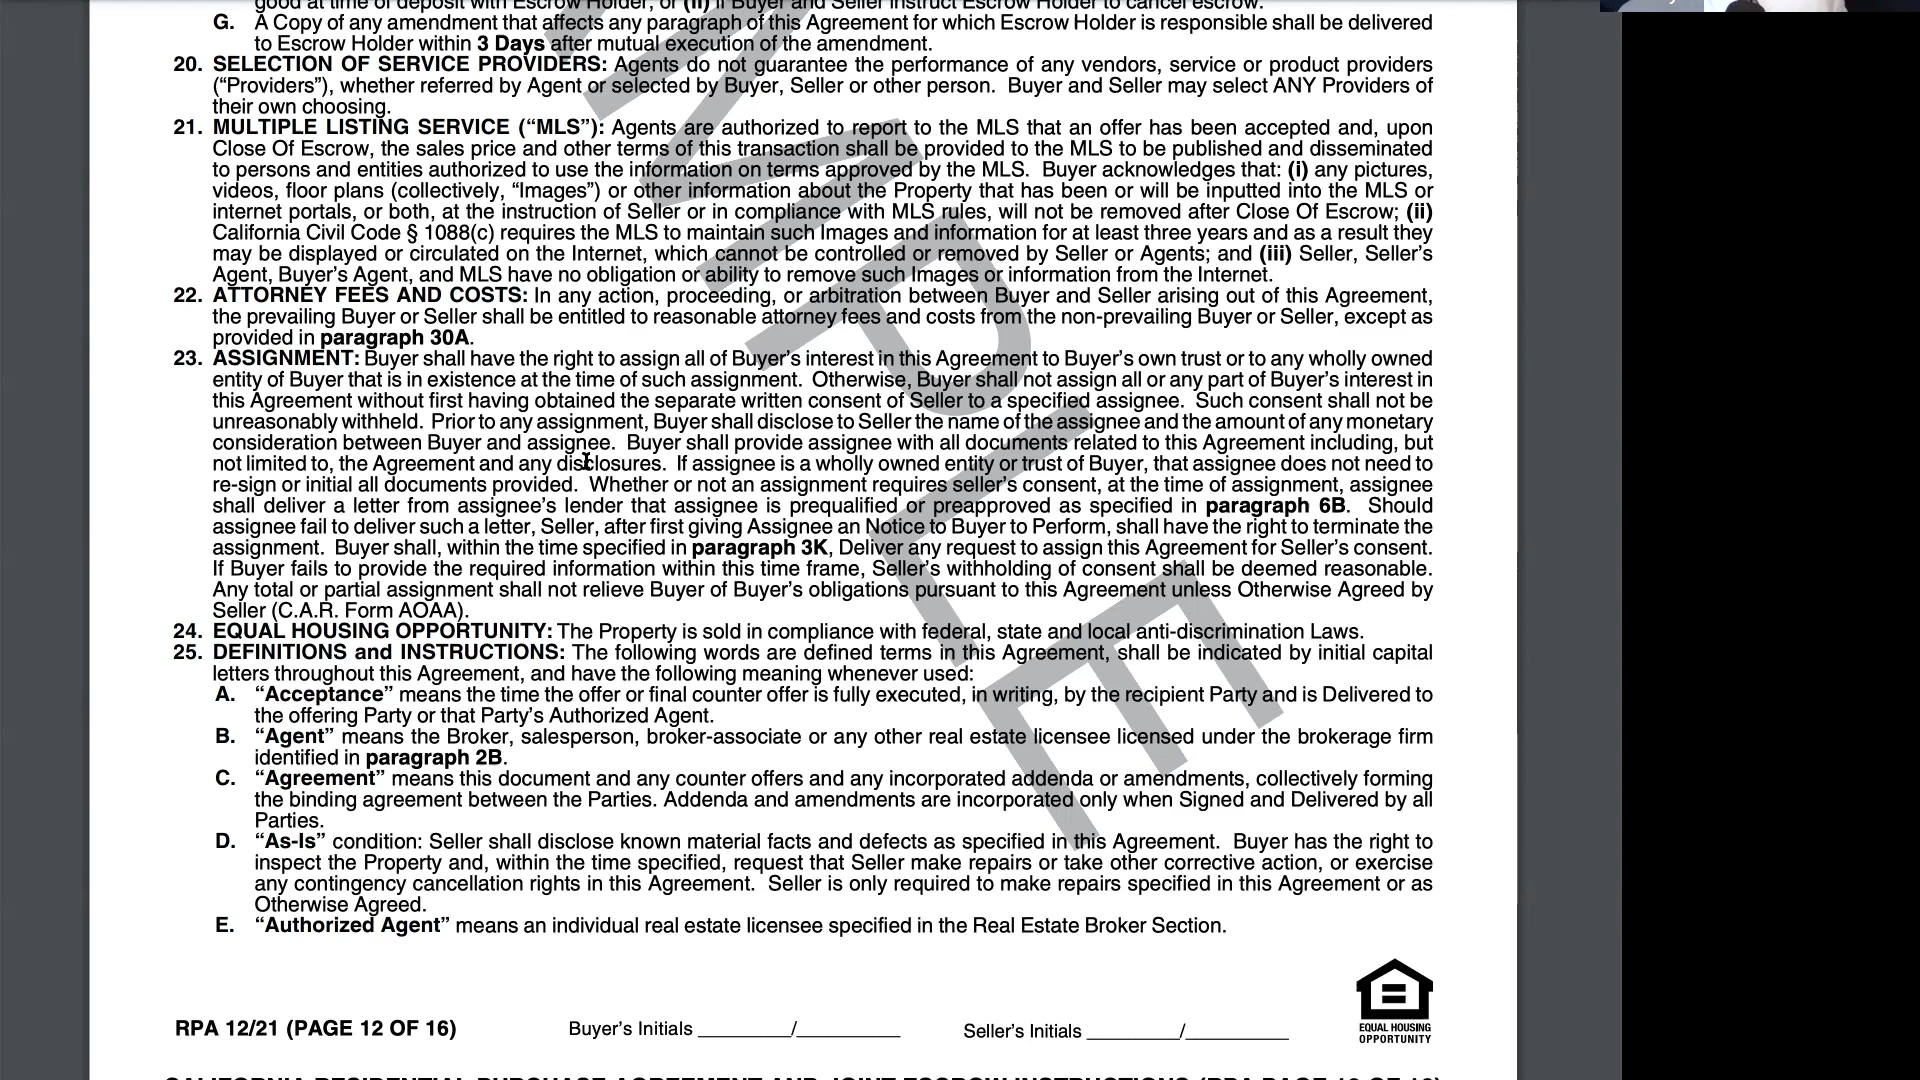 good at time of deposit with Escrow Holder; or (ii) if Buyer and Seller instruct Escrow Holder to cancel escrow.
G. A Copy of any amendment that affects any paragraph of this Agreement for which Escrow Holder is responsible shall be delivered
to Escrow Holder within 3 Days after mutual execution of the amendment.
20. SELECTION OF SERVICE PROVIDERS: Agents do not guarantee the performance of any vendors, service or product providers
(“Providers”), whether referred by Agent or selected by Buyer, Seller or other person. Buyer and Seller may select ANY Providers of
their own choosing.
21. MULTIPLE LISTING SERVICE (“MLS”): Agents are authorized to report to the MLS that an offer has been accepted and, upon
Close Of Escrow, the sales price and other terms of this transaction shall be provided to the MLS to be published and disseminated
to persons and entities authorized to use the information on terms approved by the MLS. Buyer acknowledges that: (i) any pictures,
videos, floor plans (collectively, “Images”) or other information about the Property that has been or will be inputted into the MLS or
internet portals, or both, at the instruction of Seller or in compliance with MLS rules, will not be removed after Close Of Escrow; (ii)
California Civil Code § 1088(c) requires the MLS to maintain such Images and information for at least three years and as a result they
may be displayed or circulated on the Internet, which cannot be controlled or removed by Seller or Agents; and (iii) Seller, Seller’s
Agent, Buyer’s Agent, and MLS have no obligation or ability to remove such Images or information from the Internet.
22. ATTORNEY FEES AND COSTS: In any action, proceeding, or arbitration between Buyer and Seller arising out of this Agreement,
the prevailing Buyer or Seller shall be entitled to reasonable attorney fees and costs from the non-prevailing Buyer or Seller, except as
provided in paragraph 30A.
23. ASSIGNMENT: Buyer shall have the right to assign all of Buyer’s interest in this Agreement to Buyer’s own trust or to any wholly owned
entity of Buyer that is in existence at the time of such assignment. Otherwise, Buyer shall not assign all or any part of Buyer’s interest in
this Agreement without first having obtained the separate written consent of Seller to a specified assignee. Such consent shall not be
unreasonably withheld. Prior to any assignment, Buyer shall disclose to Seller the name of the assignee and the amount of any monetary
consideration between Buyer and assignee. Buyer shall provide assignee with all documents related to this Agreement including, but
not limited to, the Agreement and any disclosures. If assignee is a wholly owned entity or trust of Buyer, that assignee does not need to
re-sign or initial all documents provided. Whether or not an assignment requires seller’s consent, at the time of assignment, assignee
shall deliver a letter from assignee’s lender that assignee is prequalified or preapproved as specified in paragraph 6B. Should
assignee fail to deliver such a letter, Seller, after first giving Assignee an Notice to Buyer to Perform, shall have the right to terminate the
assignment. Buyer shall, within the time specified in paragraph 3K, Deliver any request to assign this Agreement for Seller’s consent.
If Buyer fails to provide the required information within this time frame, Seller’s withholding of consent shall be deemed reasonable.
Any total or partial assignment shall not relieve Buyer of Buyer’s obligations pursuant to this Agreement unless Otherwise Agreed by
Seller (C.A.R. Form AOAA).
24. EQUAL HOUSING OPPORTUNITY: The Property is sold in compliance with federal, state and local anti-discrimination Laws.
25. DEFINITIONS and INSTRUCTIONS: The following words are defined terms in this Agreement, shall be indicated by initial capital
letters throughout this Agreement, and have the following meaning whenever used:
A. “Acceptance” means the time the offer or final counter offer is fully executed, in writing, by the recipient Party and is Delivered to
the offering Party or that Party’s Authorized Agent.
B. “Agent” means the Broker, salesperson, broker-associate or any other real estate licensee licensed under the brokerage firm
identified in paragraph 2B.
C. “Agreement” means this document and any counter offers and any incorporated addenda or amendments, collectively forming
the binding agreement between the Parties. Addenda and amendments are incorporated only when Signed and Delivered by all
Parties.
D. “As-Is” condition: Seller shall disclose known material facts and defects as specified in this Agreement. Buyer has the right to
inspect the Property and, within the time specified, request that Seller make repairs or take other corrective action, or exercise
any contingency cancellation rights in this Agreement. Seller is only required to make repairs specified in this Agreement or as
Otherwise Agreed.
E. “Authorized Agent” means an individual real estate licensee specified in the Real Estate Broker Section.
MPLE
RPA 12/21 (PAGE 12 OF 16) Buyer’s Initials ________/_________ Seller’s Initials ________/_________
EQUAL HOUSING
OPPORTUNITY
CALIFORNIA RESIDENTIAL PURCHASE AGREEMENT AND JOINT ESCROW INSTRUCTIONS (RPA PAGE 12 OF 16)